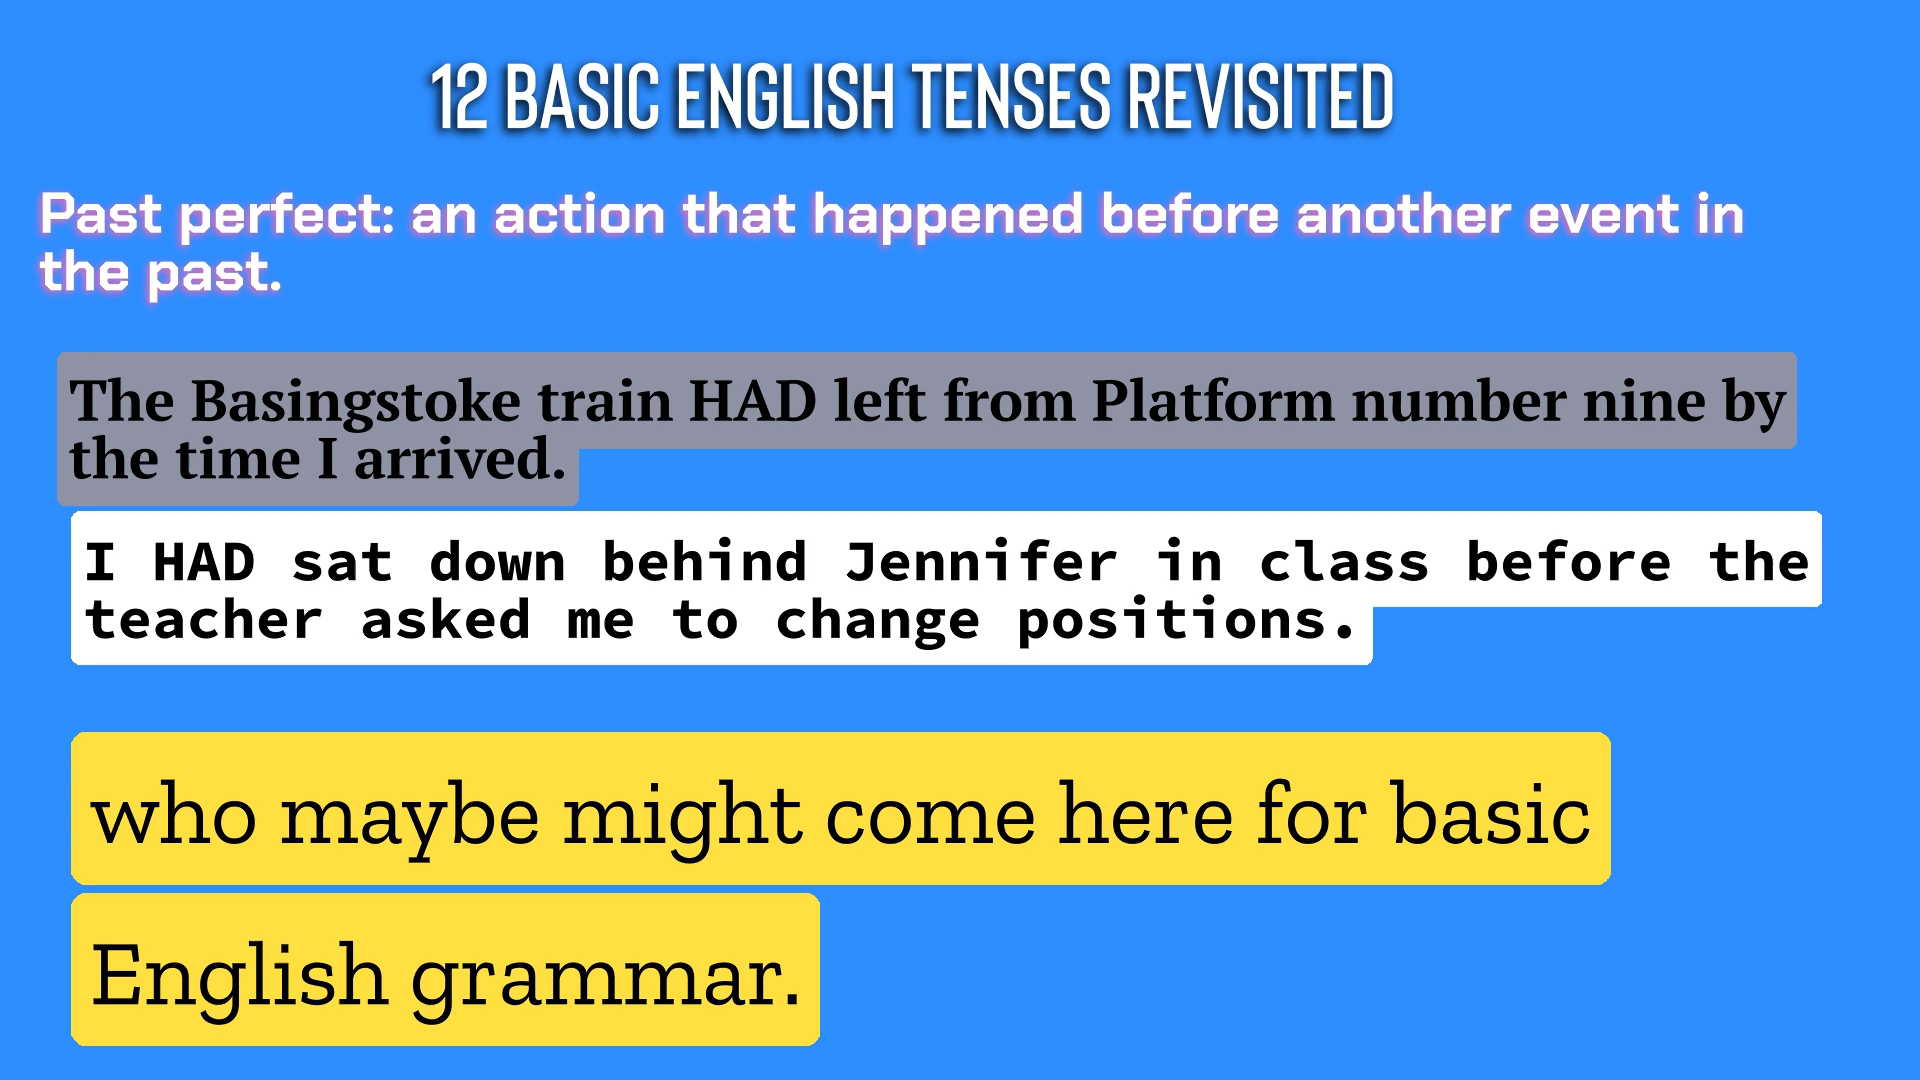 12 BASIC ENGLISH TENSES REVISITED
Past perfect: an action that happened before another event in
the past.
The Basingstoke train HAD left from Platform number nine by
the time I arrived.
I HAD sat down behind Jennifer in class before the
teacher asked me to change positions.
who maybe might come here for basic
English grammar.